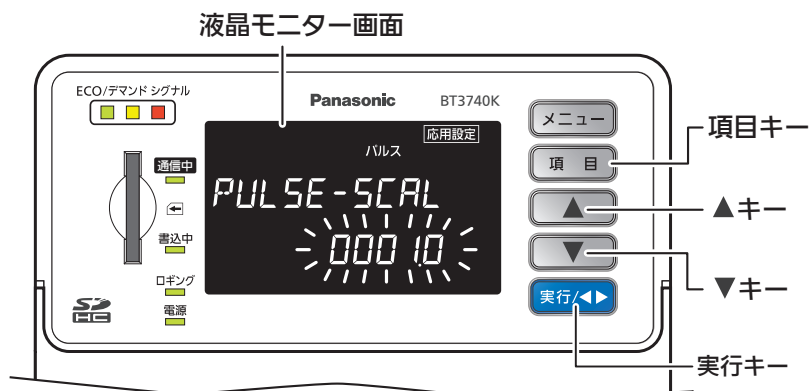 液晶モニター画面
ECO/デマンド シグナル
Panasonic
BT3740K
応用設定
パルス
PULSE-SCAL
0001.0
通信中
書込中
ロギング
電源
SD
HC
メニュー
項 目
▲
▼
実行/◀▶
項目キー
▲キー
▼キー
実行キー